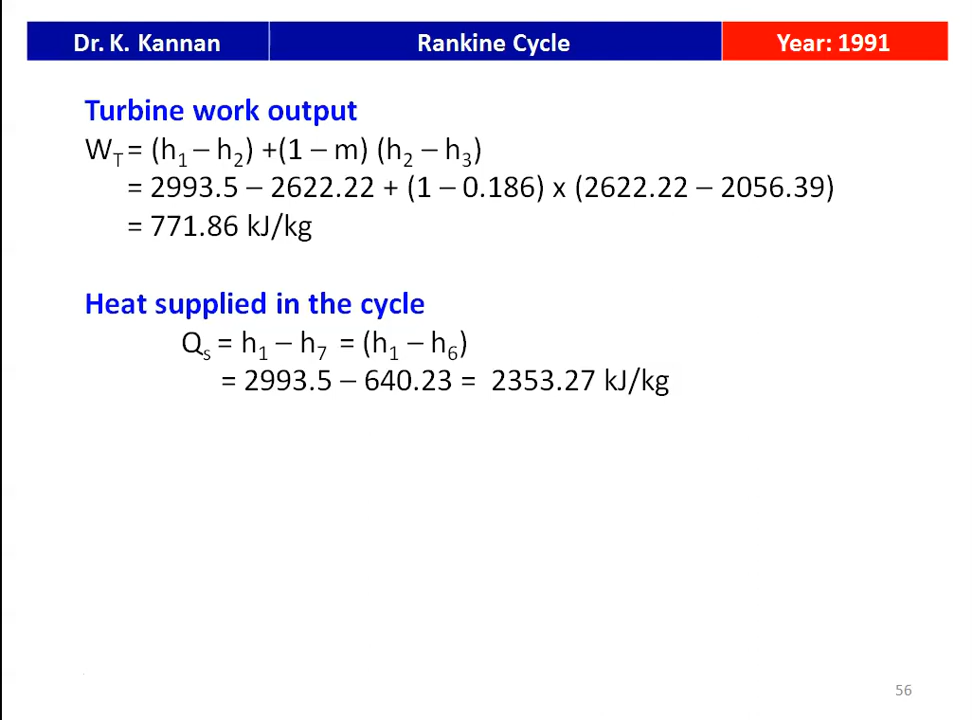 Dr. K. Kannan Rankine Cycle Year: 1991
Turbine work output
W_T = (h₁ – h₂) +(1 – m) (h₂ – h₃)
= 2993.5 – 2622.22 + (1 – 0.186) x (2622.22 – 2056.39)
= 771.86 kJ/kg
Heat supplied in the cycle
Qₛ = h₁ – h₇ = (h₁ – h₆)
= 2993.5 – 640.23 = 2353.27 kJ/kg
56